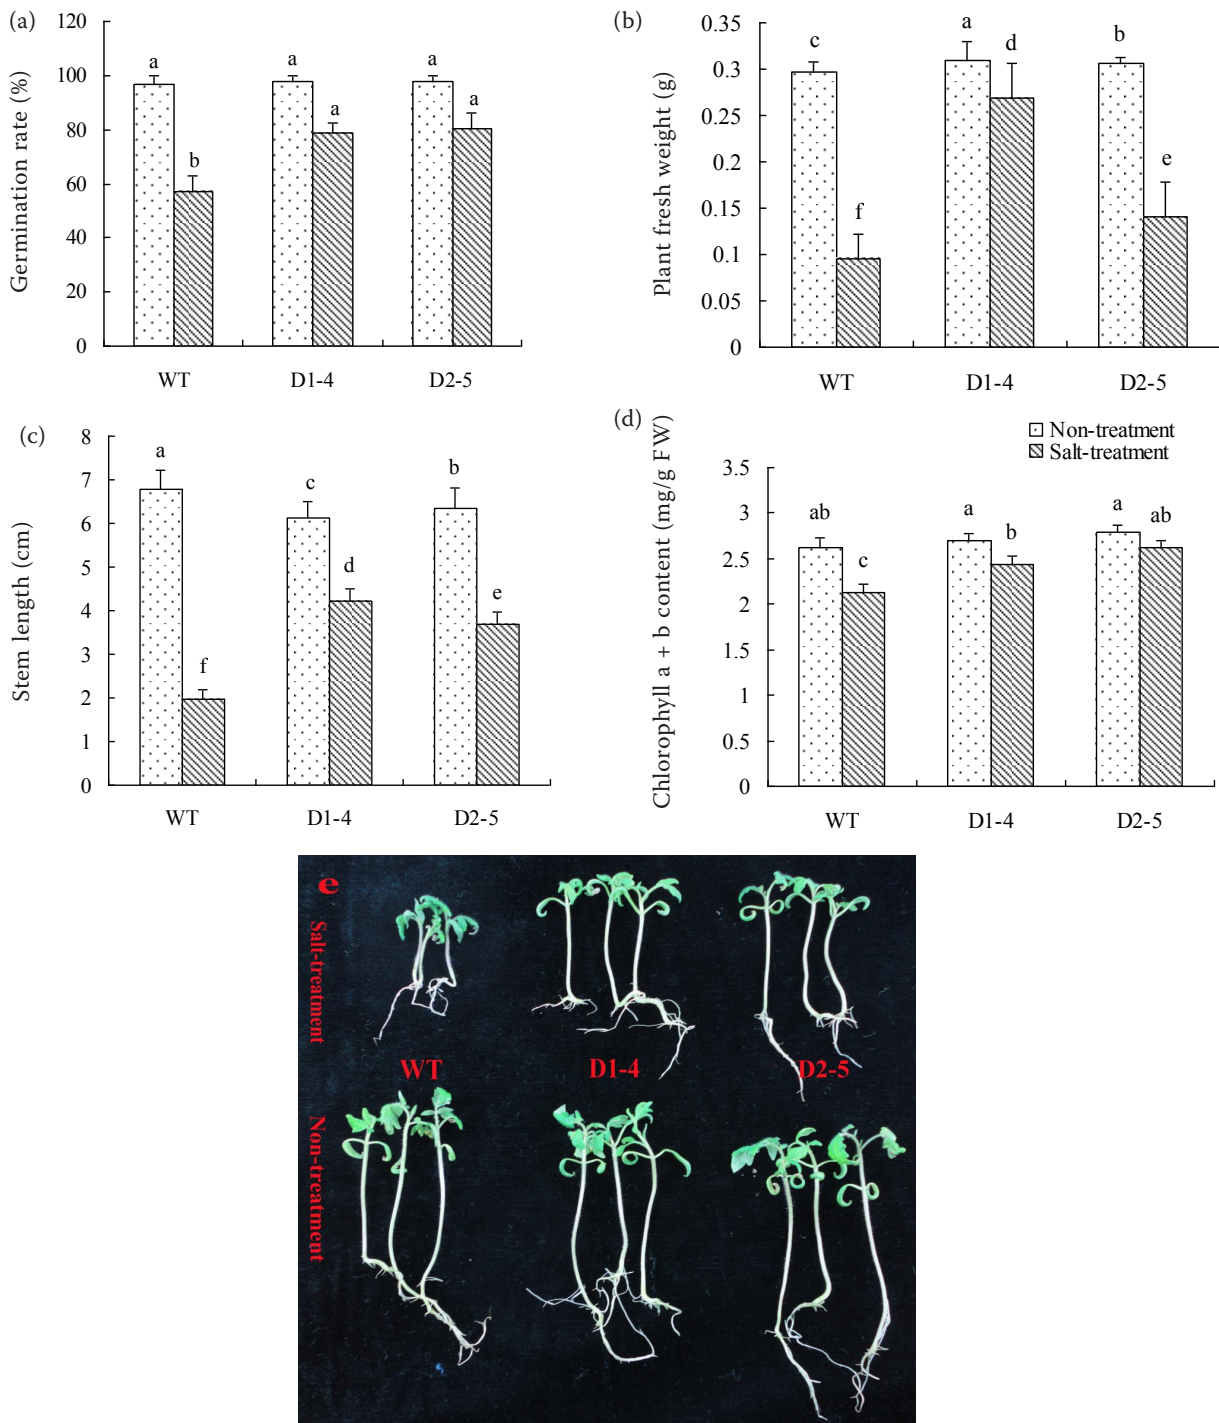 (a)
Germination rate (%)
120
100
80
60
40
20
0
a
b
a
a
a
a
WT
D1-4
D2-5
(b)
Plant fresh weight (g)
0.35
0.3
0.25
0.2
0.15
0.1
0.05
0
c
f
a
d
b
e
WT
D1-4
D2-5
(c)
Stem length (cm)
8
7
6
5
4
3
2
1
0
a
f
c
d
b
e
WT
D1-4
D2-5
(d)
Chlorophyll a + b content (mg/g FW)
Non-treatment
Salt-treatment
3.5
3
2.5
2
1.5
1
0.5
0
ab
c
a
b
a
ab
WT
D1-4
D2-5
e
Salt-treatment
WT
D1-4
D2-5
Non-treatment